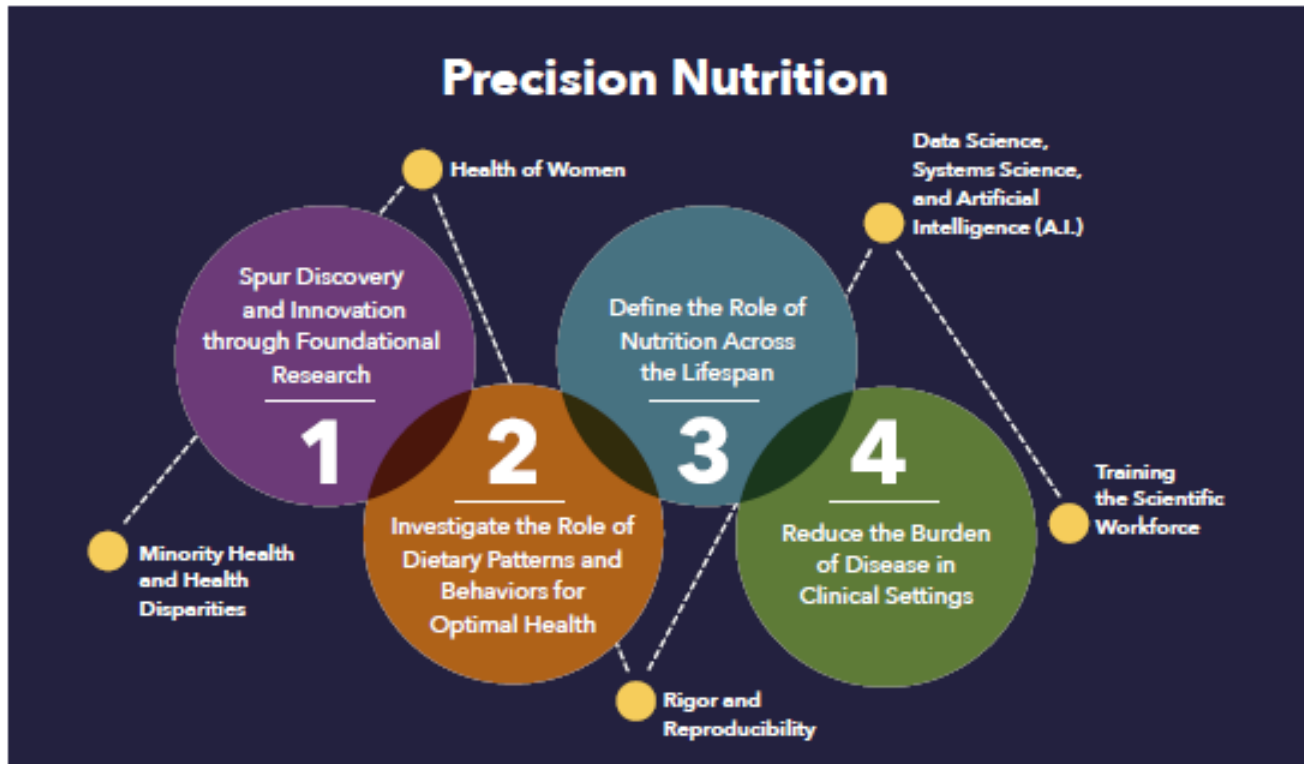 Precision Nutrition
Health of Women
Data Science,
Systems Science,
and Artificial
Intelligence (A.I.)
Spur Discovery
and Innovation
through Foundational
Research
1
2
Investigate the Role of
Dietary Patterns and
Behaviors for
Optimal Health
Define the Role of
Nutrition Across
the Lifespan
3
4
Reduce the Burden
of Disease in
Clinical Settings
Minority Health
and Health
Disparities
Rigor and
Reproducibility
Training
the Scientific
Workforce